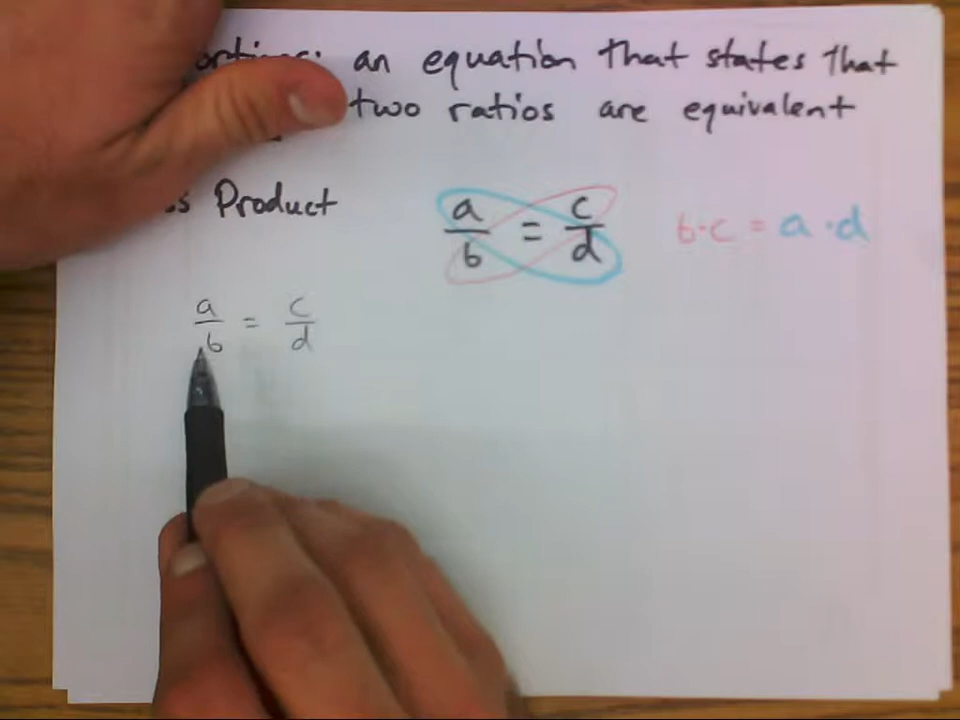 an equation that states that
two ratios are equivalent
Product
a/b = c/d
b·c = a·d
a/b = c/d